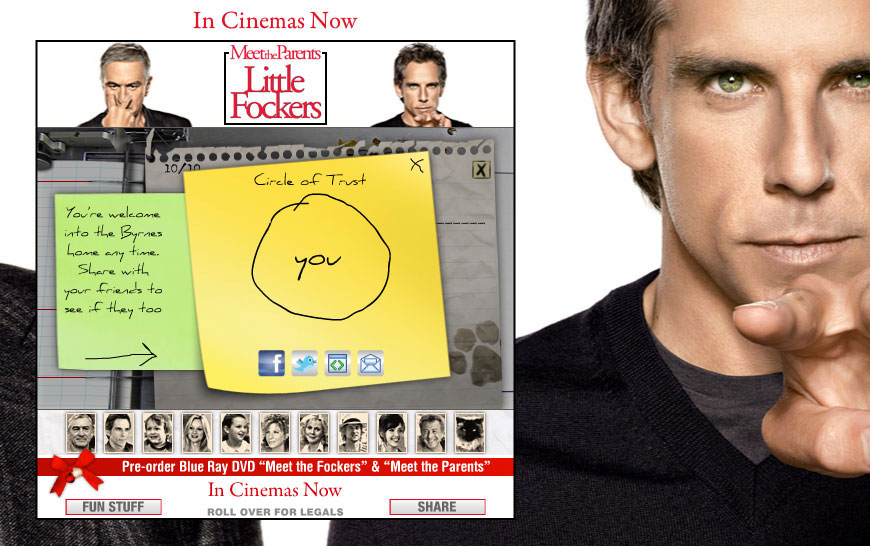 In Cinemas Now
Meet the Parents
Little
Fockers
10/10
X
X
Circle of Trust
you
You're welcome
into the Byrnes
home any time.
Share with
your friends to
see if they too
f
Pre-order Blue Ray DVD “Meet the Fockers” & “Meet the Parents”
In Cinemas Now
FUN STUFF
ROLL OVER FOR LEGALS
SHARE